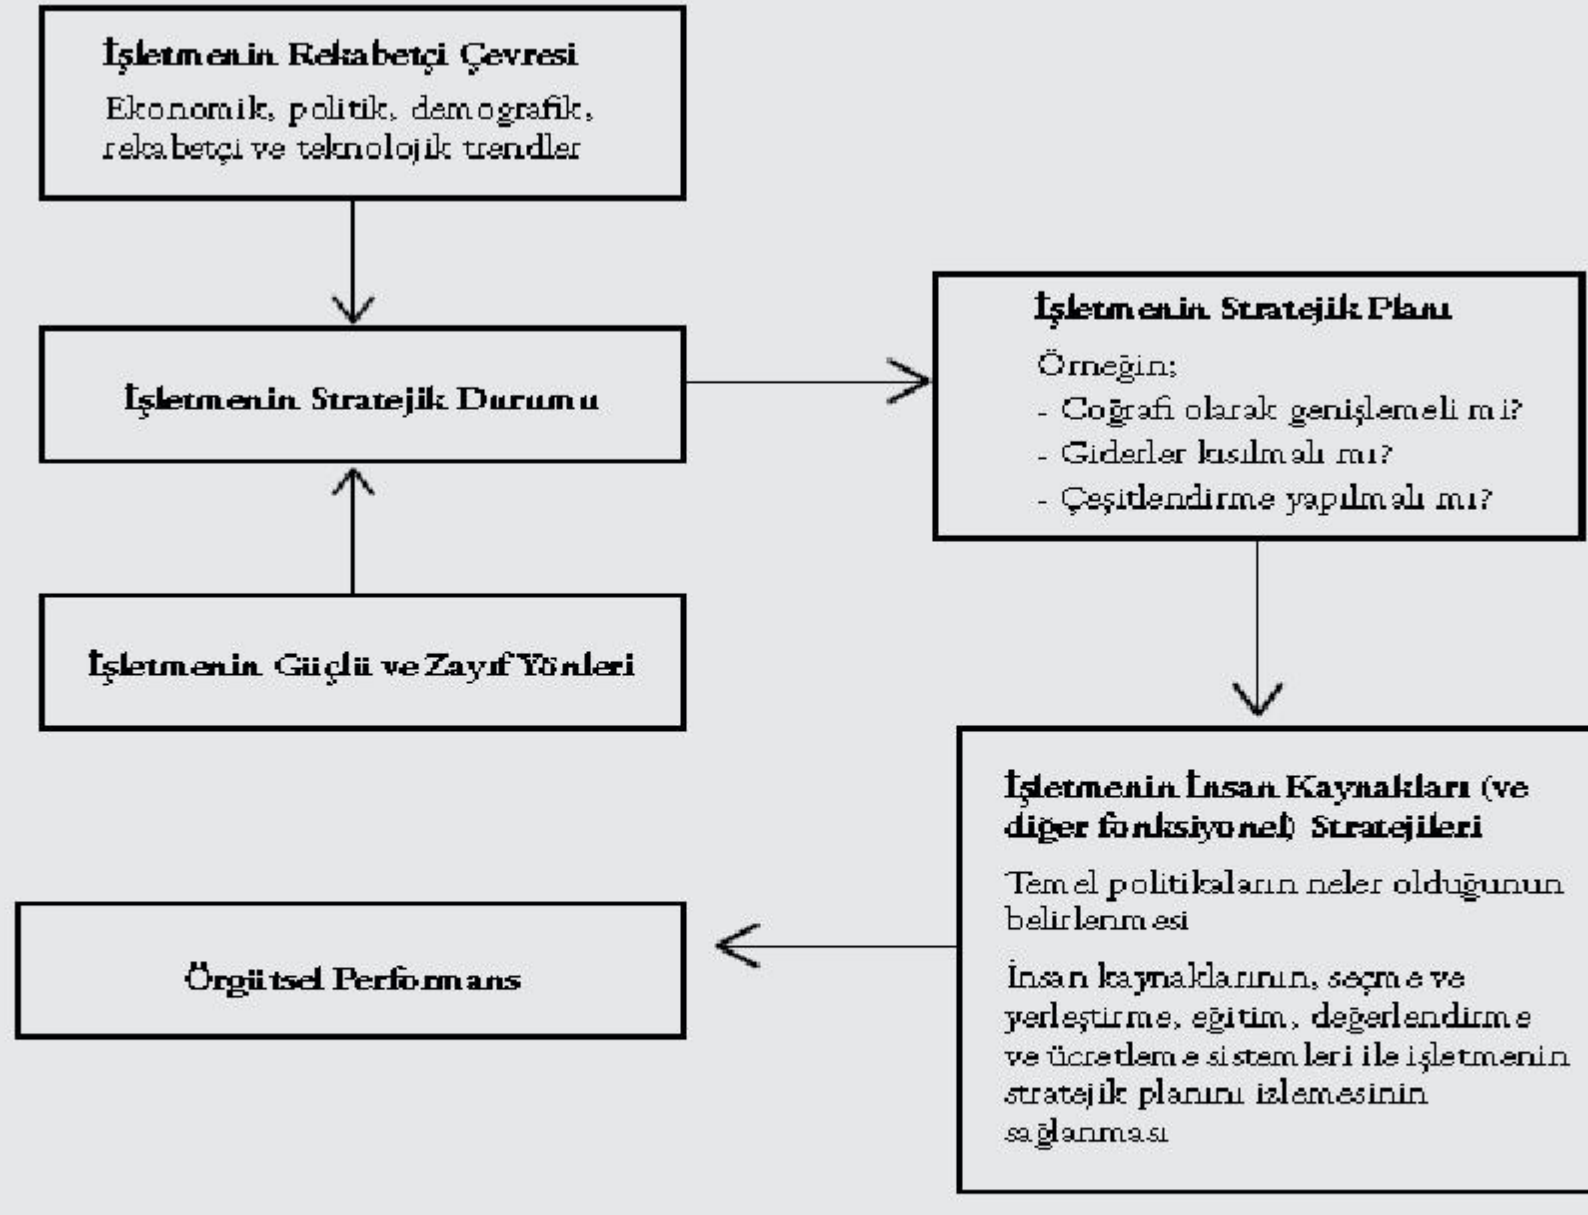 İşletmenin Rekabetçi Çevresi
Ekonomik, politik, demografik,
rekabetçi ve teknolojik trendler
İşletmenin Stratejik Durumu
İşletmenin Güçlü ve Zayıf Yönleri
İşletmenin Stratejik Planı
Örneğin;
- Coğrafi olarak genişlemeli mi?
- Giderler kısılmalı mı?
- Çeşitlendirme yapılmalı mı?
İşletmenin İnsan Kaynakları (ve
diğer fonksiyonel) Stratejileri
Temel politikaların neler olduğunun
belirlenmesi
İnsan kaynaklarının, seçme ve
yerleştirme, eğitim, değerlendirme
ve ücretleme sistemleri ile işletmenin
stratejik planını izlemesinin
sağlanması
Örgütsel Performans